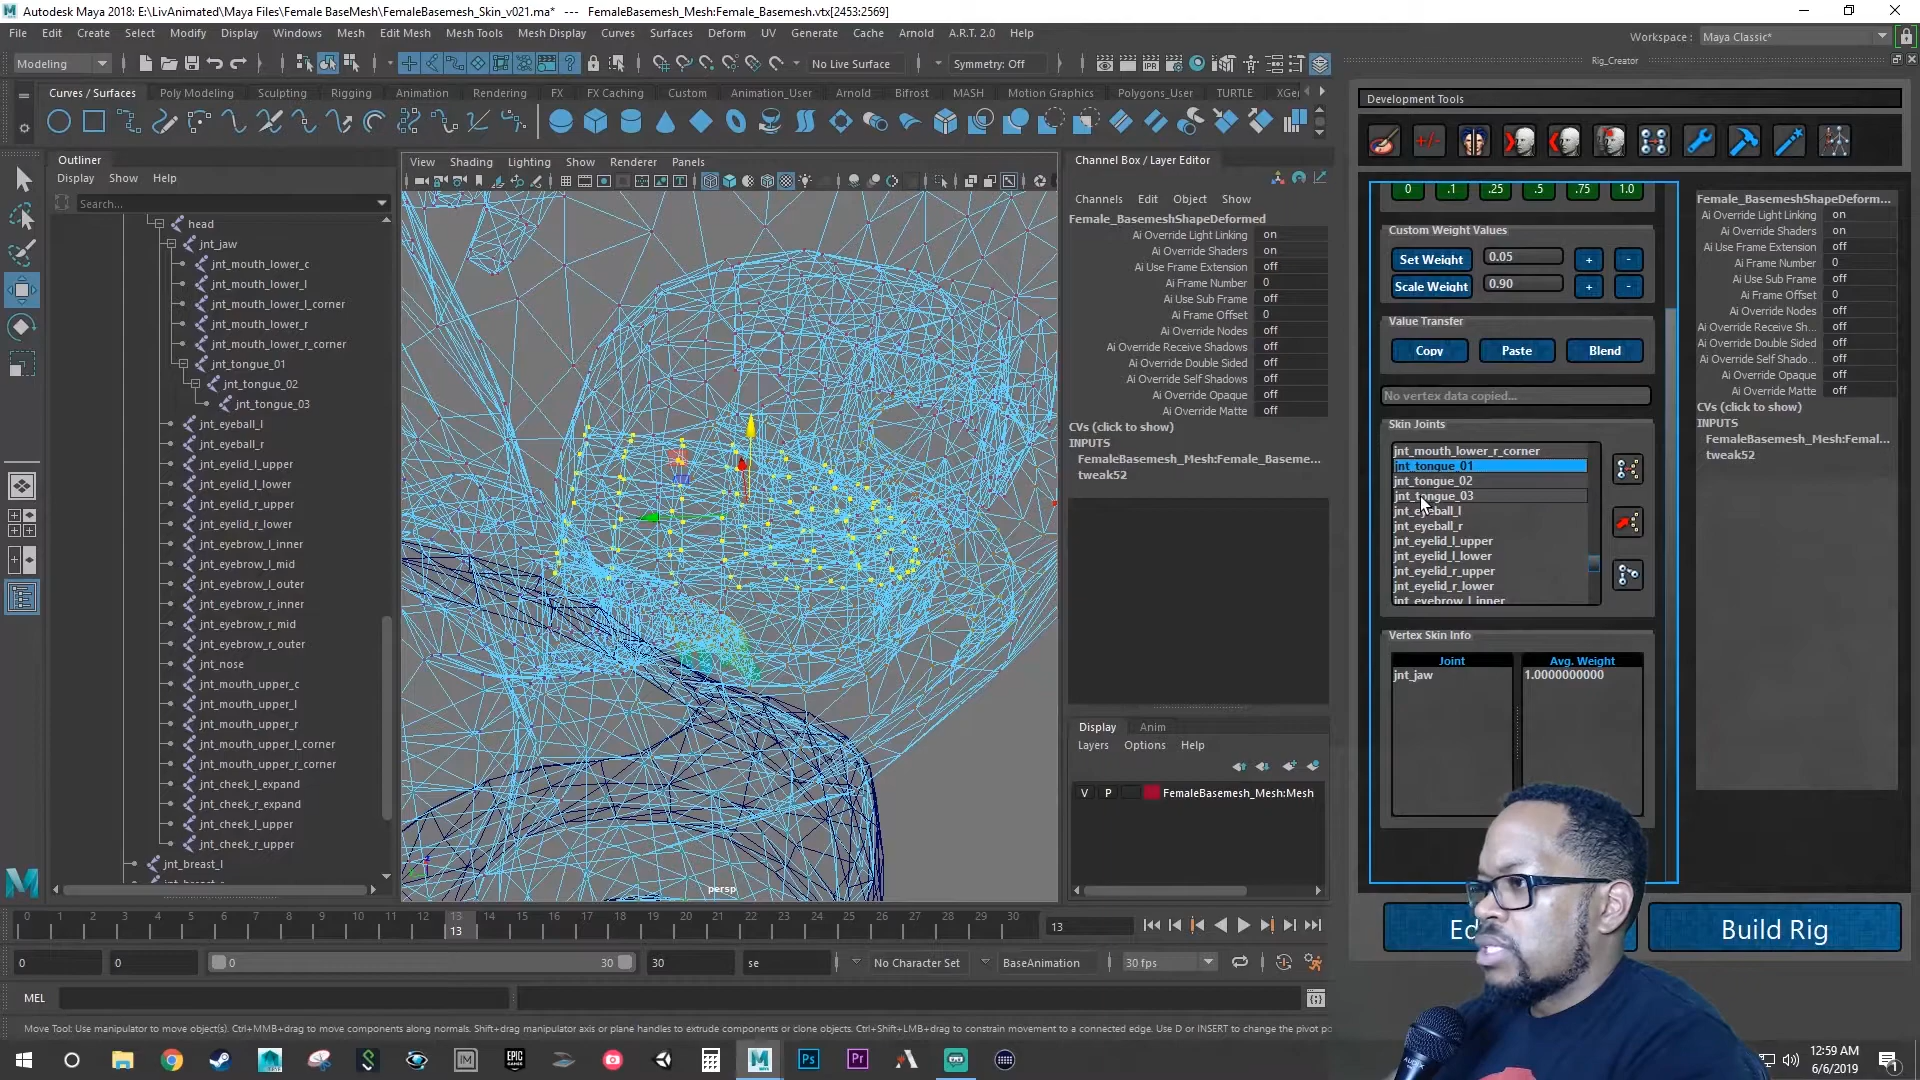 Autodesk Maya 2018: E:\LivAnimated\Maya Files\Female BaseMesh\FemaleBasemesh_Skin_v021.ma* --- FemaleBasemesh_Mesh:Female_Basemesh.vtx[2453:2569]
File Edit Create Select Modify Display Windows Mesh Edit Mesh Mesh Tools Mesh Display Curves Surfaces Deform UV Generate Cache Arnold A.R.T. 2.0 Help
Workspace : Maya Classic*
Modeling No Live Surface Symmetry: Off
Rig_Creator
Curves / Surfaces Poly Modeling Sculpting Rigging Animation Rendering FX FX Caching Custom Animation_User Arnold Bifrost MASH Motion Graphics Polygons_User TURTLE XGer
Development Tools
Outliner
Display Show Help
Search...
head
jnt_jaw
jnt_mouth_lower_c
jnt_mouth_lower_l
jnt_mouth_lower_l_corner
jnt_mouth_lower_r
jnt_mouth_lower_r_corner
jnt_tongue_01
jnt_tongue_02
jnt_tongue_03
jnt_eyeball_l
jnt_eyeball_r
jnt_eyelid_l_upper
jnt_eyelid_l_lower
jnt_eyelid_r_upper
jnt_eyelid_r_lower
jnt_eyebrow_l_inner
jnt_eyebrow_l_mid
jnt_eyebrow_l_outer
jnt_eyebrow_r_inner
jnt_eyebrow_r_mid
jnt_eyebrow_r_outer
jnt_nose
jnt_mouth_upper_c
jnt_mouth_upper_l
jnt_mouth_upper_r
jnt_mouth_upper_l_corner
jnt_mouth_upper_r_corner
jnt_cheek_l_expand
jnt_cheek_r_expand
jnt_cheek_l_upper
jnt_cheek_r_upper
jnt_breast_l
View Shading Lighting Show Renderer Panels
persp
Channel Box / Layer Editor
Channels Edit Object Show
Female_BasemeshShapeDeformed
Ai Override Light Linking on
Ai Override Shaders on
Ai Use Frame Extension off
Ai Frame Number 0
Ai Use Sub Frame off
Ai Frame Offset 0
Ai Override Nodes off
Ai Override Receive Shadows off
Ai Override Double Sided off
Ai Override Self Shadows off
Ai Override Opaque off
Ai Override Matte off
CVs (click to show)
INPUTS
FemaleBasemesh_Mesh:Female_Baseme...
tweak52
Display Anim
Layers Options Help
V P FemaleBasemesh_Mesh:Mesh
0 .1 .25 .5 .75 1.0
Custom Weight Values
Set Weight 0.05 + -
Scale Weight 0.90 + -
Value Transfer
Copy Paste Blend
No vertex data copied...
Skin Joints
jnt_mouth_lower_r_corner
jnt_tongue_01
jnt_tongue_02
jnt_tongue_03
jnt_eyeball_l
jnt_eyeball_r
jnt_eyelid_l_upper
jnt_eyelid_l_lower
jnt_eyelid_r_upper
jnt_eyelid_r_lower
jnt_eyebrow_l_inner
Vertex Skin Info
Joint Avg. Weight
jnt_jaw 1.0000000000
Female_BasemeshShapeDeform...
Ai Override Light Linking on
Ai Override Shaders on
Ai Use Frame Extension off
Ai Frame Number 0
Ai Use Sub Frame off
Ai Frame Offset 0
Ai Override Nodes off
Ai Override Receive Sh... off
Ai Override Double Sided off
Ai Override Self Shado... off
Ai Override Opaque off
Ai Override Matte off
CVs (click to show)
INPUTS
FemaleBasemesh_Mesh:Femal...
tweak52
Ed Build Rig
0 1 2 3 4 5 6 7 8 9 10 11 12 13 14 15 16 17 18 19 20 21 22 23 24 25 26 27 28 29 30
13
13
0 0 0 30 30 se No Character Set BaseAnimation 30 fps
MEL
Move Tool: Use manipulator to move object(s). Ctrl+MMB+drag to move components along normals. Shift+drag manipulator axis or plane handles to extrude components or clone objects. Ctrl+Shift+LMB+drag to constrain movement to a connected edge. Use D or INSERT to change the pivot p
EPIC GAMES
M Ps Pr
12:59 AM
6/6/2019